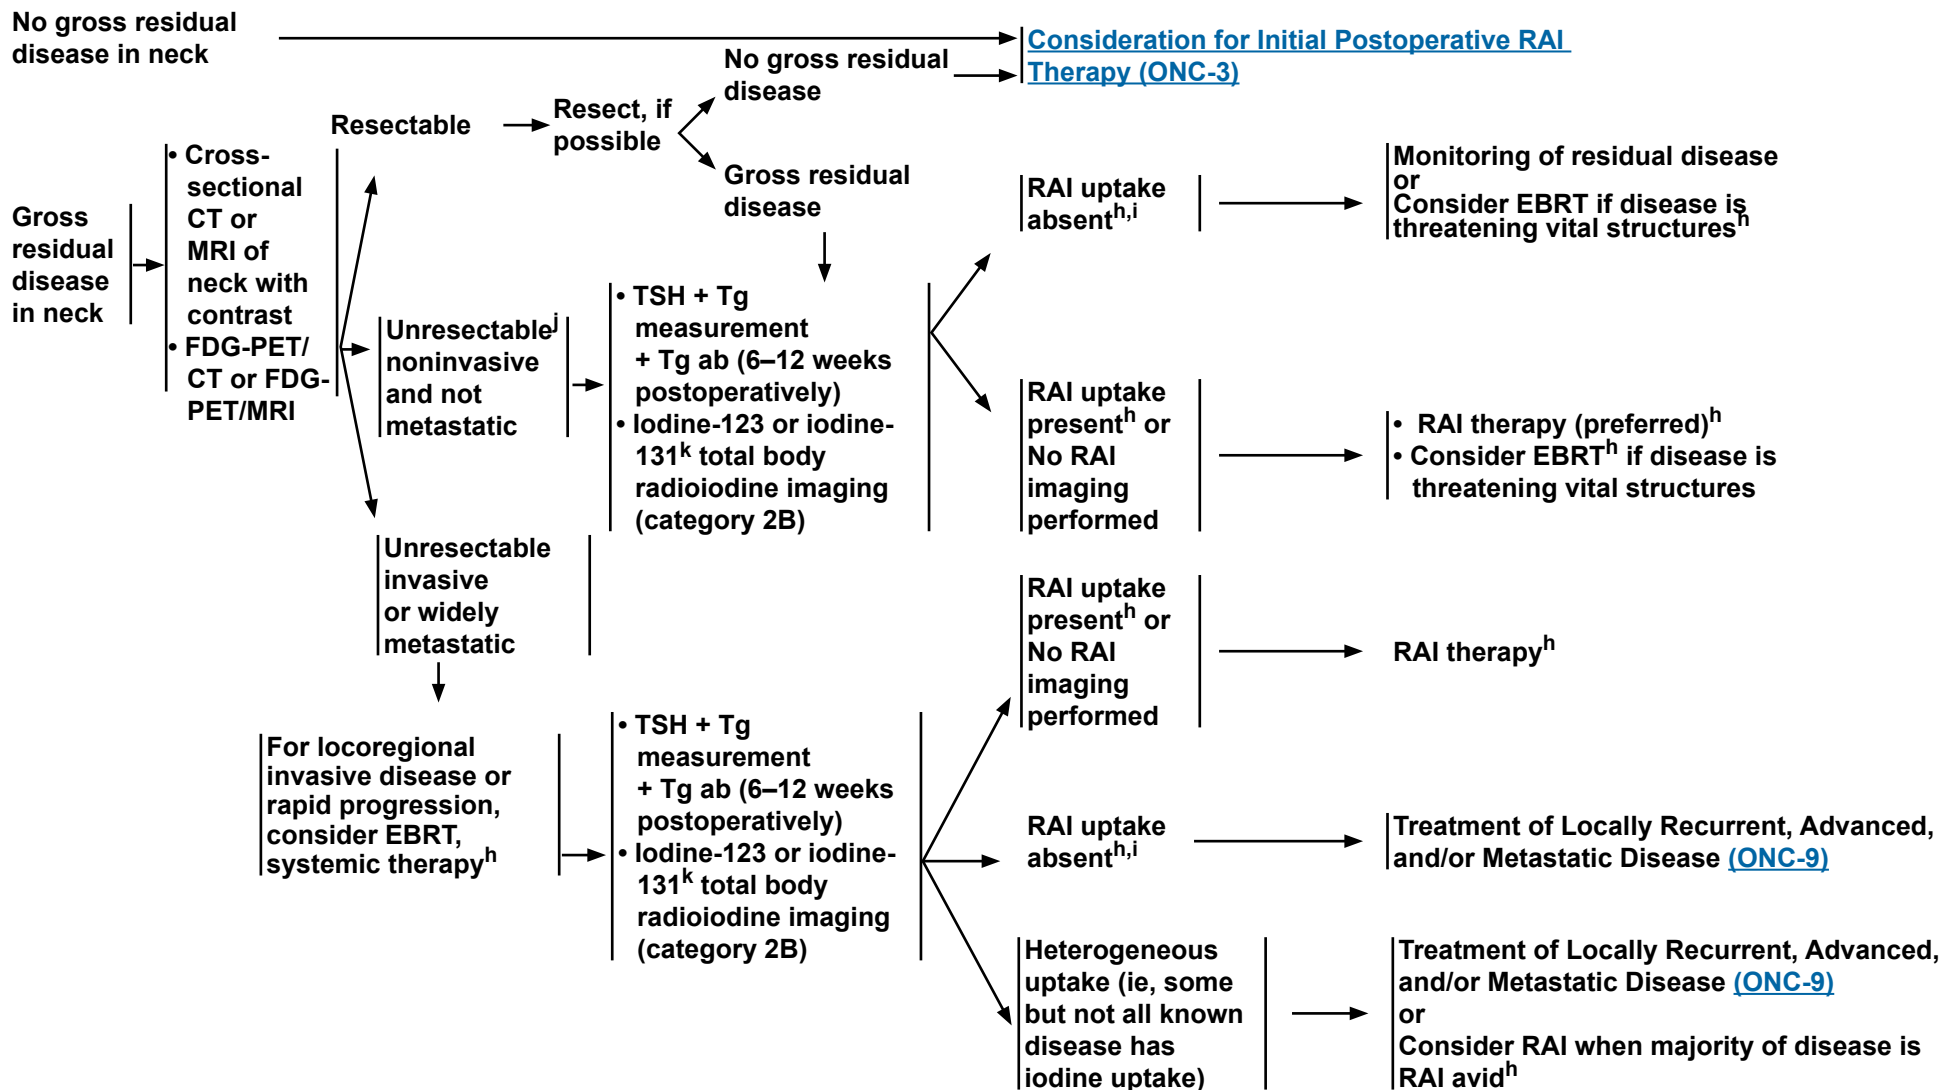 No gross residual
disease in neck
Consideration for Initial Postoperative RAI
Therapy (ONC-3)
No gross residual
disease
Resectable
Resect, if
possible
Gross residual
disease
Gross
residual
disease
in neck
• Cross-
sectional
CT or
MRI of
neck with
contrast
• FDG-PET/
CT or FDG-
PET/MRI
Unresectableʲ
noninvasive
and not
metastatic
• TSH + Tg
measurement
+ Tg ab (6–12 weeks
postoperatively)
• Iodine-123 or iodine-
131ᵏ total body
radioiodine imaging
(category 2B)
RAI uptake
absentʰ,ⁱ
Monitoring of residual disease
or
Consider EBRT if disease is
threatening vital structuresʰ
RAI uptake
presentʰ or
No RAI
imaging
performed
• RAI therapy (preferred)ʰ
• Consider EBRTʰ if disease is
threatening vital structures
Unresectable
invasive
or widely
metastatic
For locoregional
invasive disease or
rapid progression,
consider EBRT,
systemic therapyʰ
• TSH + Tg
measurement
+ Tg ab (6–12 weeks
postoperatively)
• Iodine-123 or iodine-
131ᵏ total body
radioiodine imaging
(category 2B)
RAI uptake
presentʰ or
No RAI
imaging
performed
RAI therapyʰ
RAI uptake
absentʰ,ⁱ
Treatment of Locally Recurrent, Advanced,
and/or Metastatic Disease (ONC-9)
Heterogeneous
uptake (ie, some
but not all known
disease has
iodine uptake)
Treatment of Locally Recurrent, Advanced,
and/or Metastatic Disease (ONC-9)
or
Consider RAI when majority of disease is
RAI avidʰ